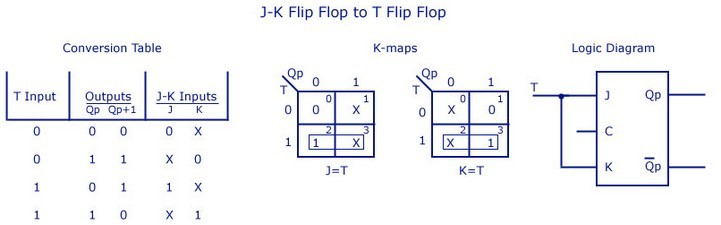 J-K Flip Flop to T Flip Flop
Conversion Table
T Input Outputs J-K Inputs
Qp Qp+1 J K
0 0 0 0 X
0 1 1 X 0
1 0 1 1 X
1 1 0 X 1
K-maps
Qp
T 0 1
0 0 0 X 1
1 1 2 X 3
J=T
Qp
T 0 1
0 X 0 0 1
1 X 2 1 3
K=T
Logic Diagram
T J Qp
C
K Q̅p